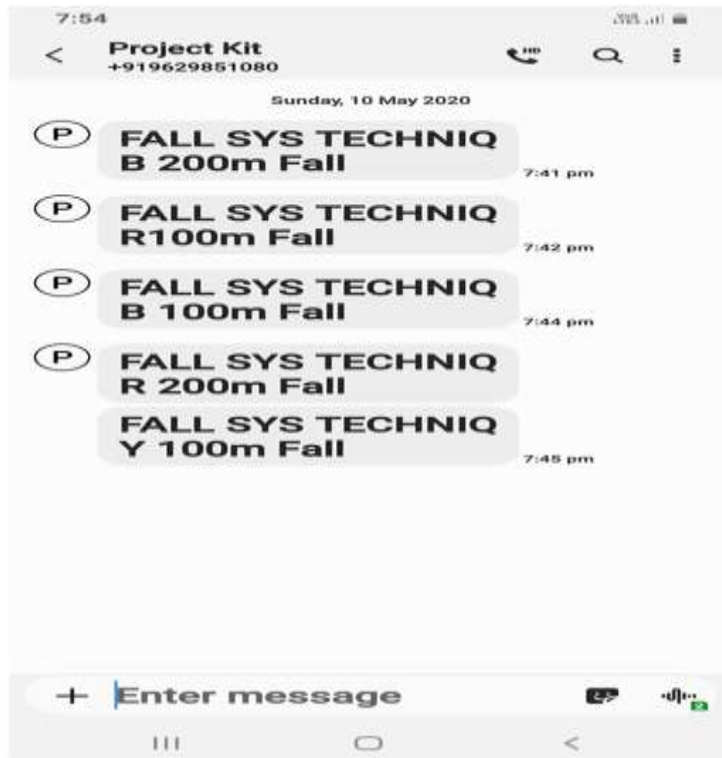 7:54
Project Kit
+919629851080
Sunday, 10 May 2020
P
FALL SYS TECHNIQ
B 200m Fall
7:41 pm
P
FALL SYS TECHNIQ
R100m Fall
7:42 pm
P
FALL SYS TECHNIQ
B 100m Fall
7:44 pm
P
FALL SYS TECHNIQ
R 200m Fall
FALL SYS TECHNIQ
Y 100m Fall
7:45 pm
Enter message
2